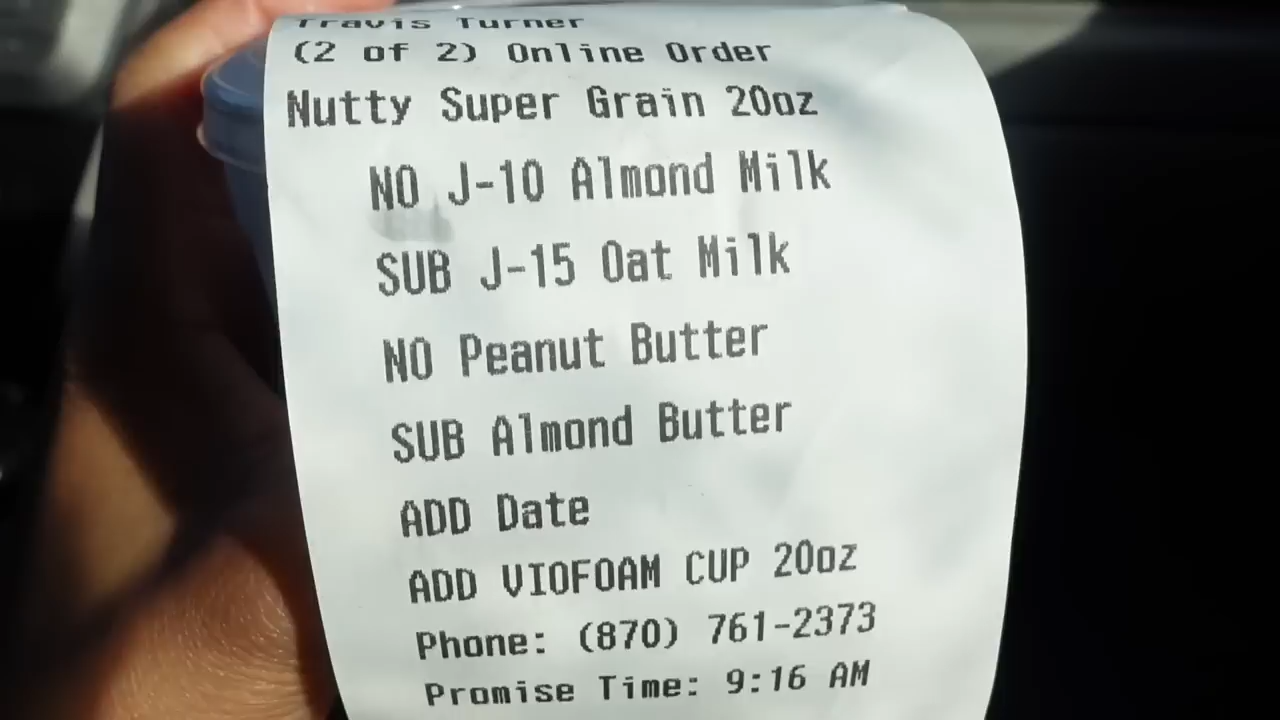 Travis Turner
(2 of 2) Online Order
Nutty Super Grain 20oz
NO J-10 Almond Milk
SUB J-15 Oat Milk
NO Peanut Butter
SUB Almond Butter
ADD Date
ADD VIOFOAM CUP 20oz
Phone: (870) 761-2373
Promise Time: 9:16 AM